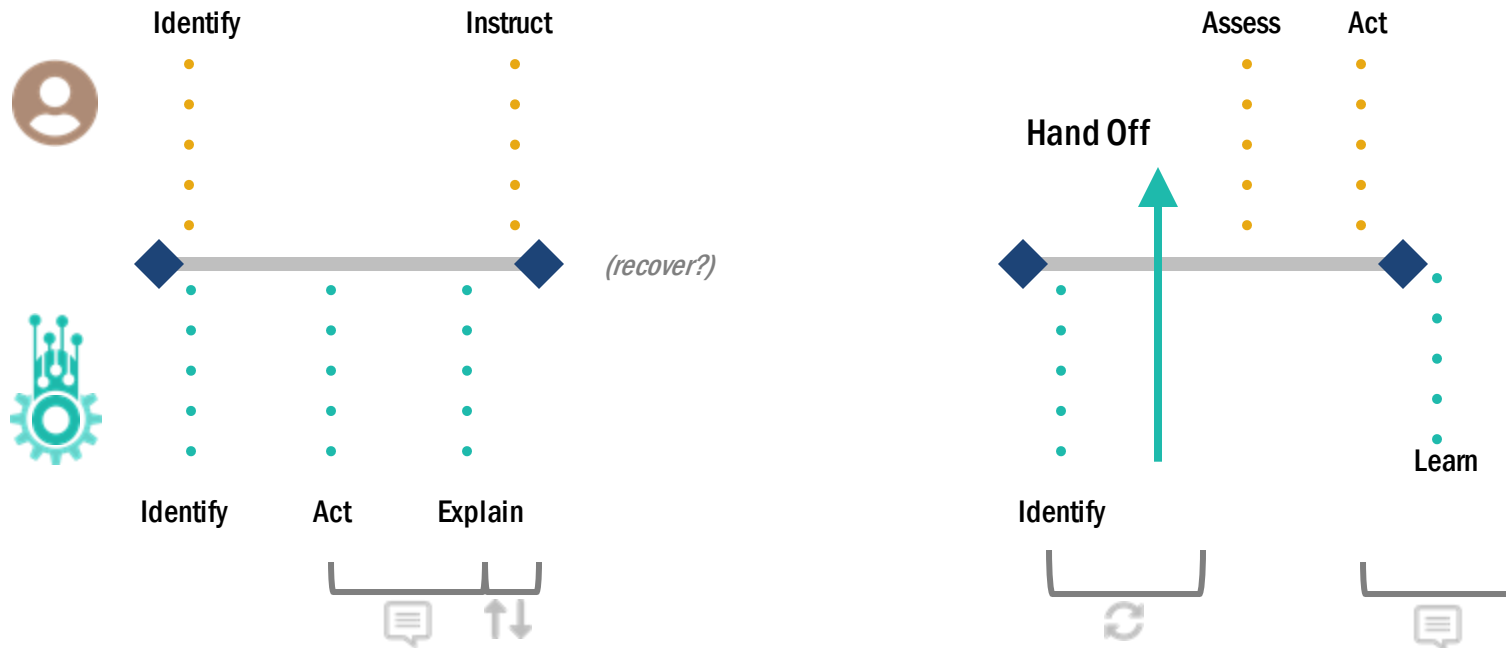 Identify
Instruct
Assess
Act
Hand Off
(recover?)
Learn
Identify
Act
Explain
Identify